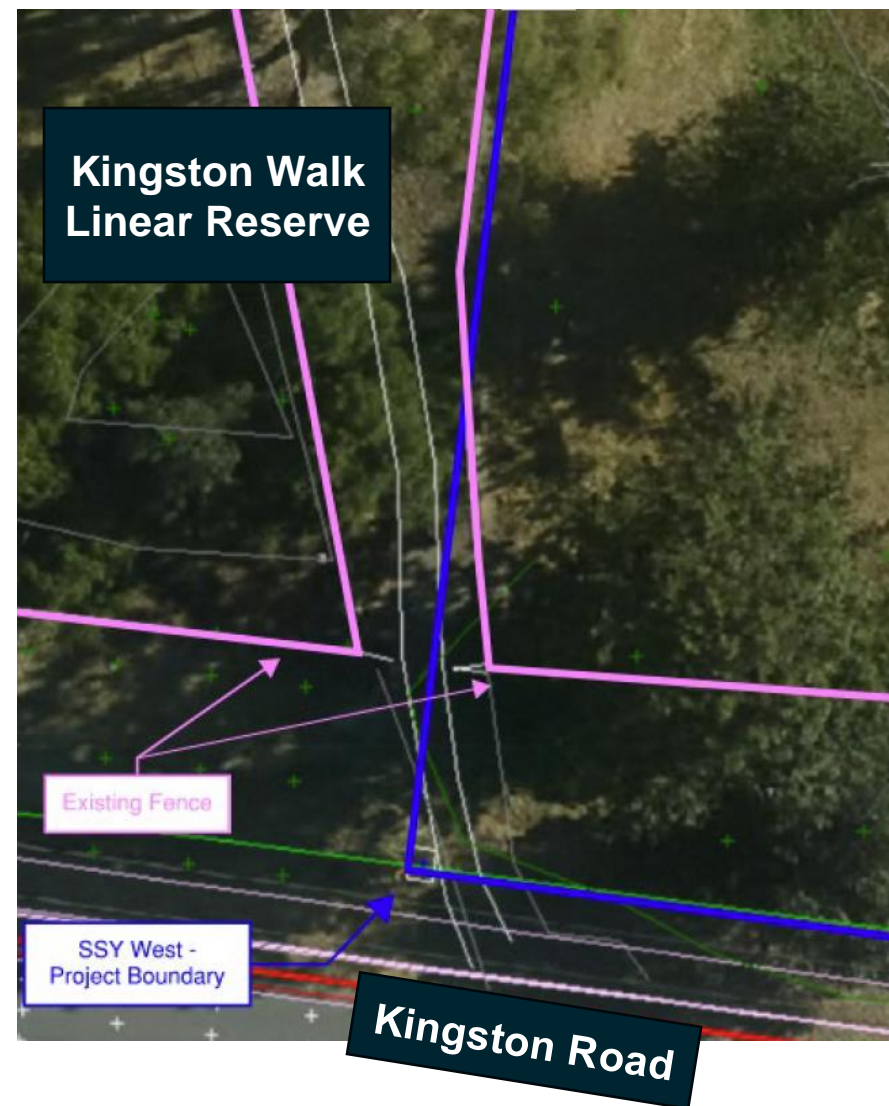 Kingston Walk
Linear Reserve
Existing Fence
SSY West -
Project Boundary
Kingston Road